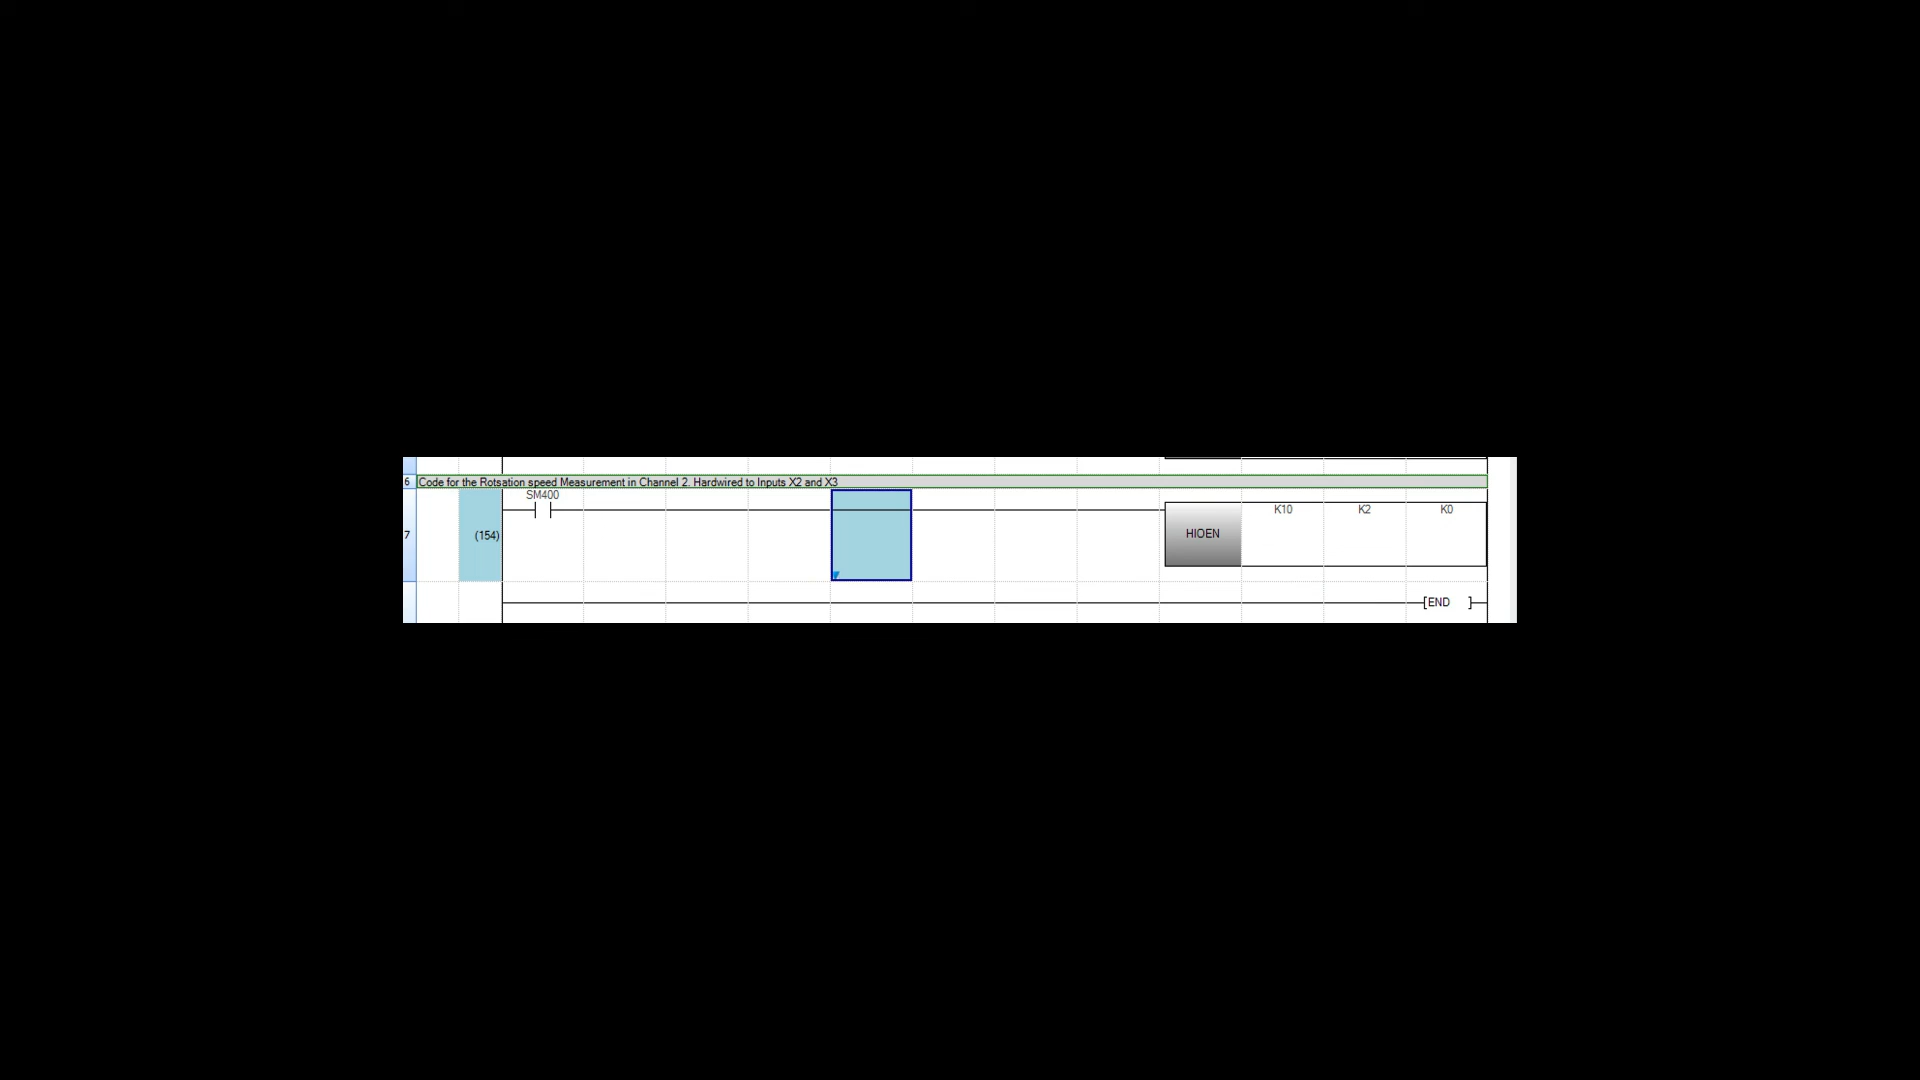 6 Code for the Rotsation speed Measurement in Channel 2. Hardwired to Inputs X2 and X3
SM400
7 (154) HIOEN K10 K2 K0
[END ]